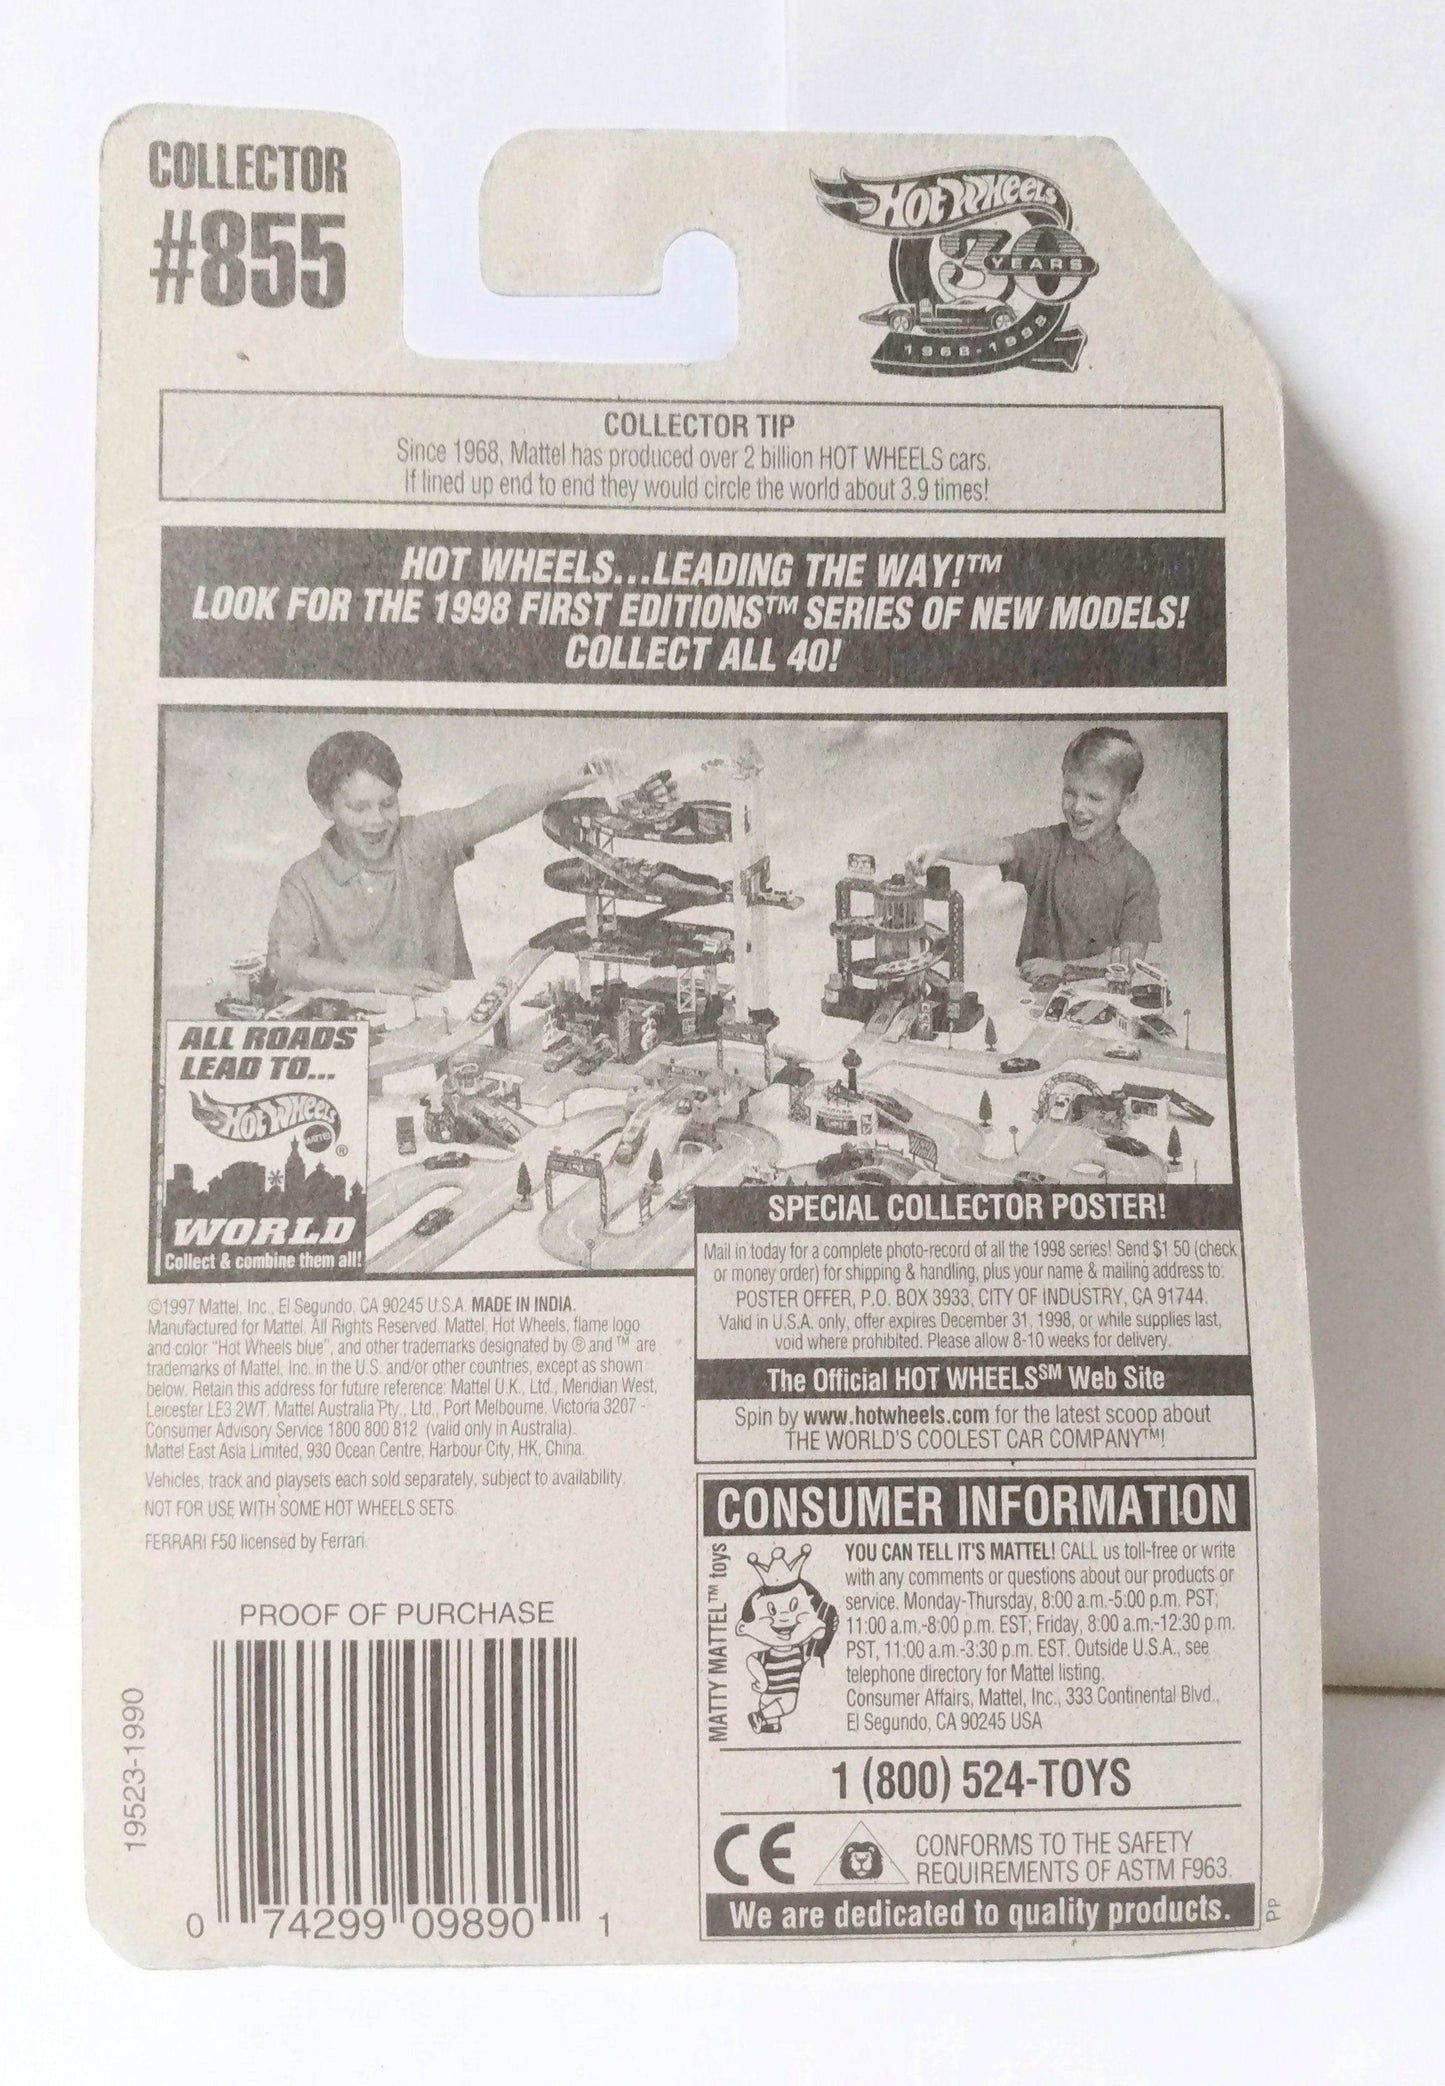 COLLECTOR
#855
HOT WHEELS
30
YEARS
1968-1998
COLLECTOR TIP
Since 1968, Mattel has produced over 2 billion HOT WHEELS cars.
If lined up end to end they would circle the world about 3.9 times!
HOT WHEELS...LEADING THE WAY!™
LOOK FOR THE 1998 FIRST EDITIONS™ SERIES OF NEW MODELS!
COLLECT ALL 40!
ALL ROADS
LEAD TO...
HOT WHEELS
MATTEL
®
WORLD
Collect & combine them all!
SPECIAL COLLECTOR POSTER!
Mail in today for a complete photo-record of all the 1998 series! Send $1.50 (check
or money order) for shipping & handling, plus your name & mailing address to:
POSTER OFFER, P.O. BOX 3933, CITY OF INDUSTRY, CA 91744.
Valid in U.S.A. only, offer expires December 31, 1998, or while supplies last,
void where prohibited. Please allow 8-10 weeks for delivery.
The Official HOT WHEELS℠ Web Site
Spin by www.hotwheels.com for the latest scoop about
THE WORLD'S COOLEST CAR COMPANY™!
©1997 Mattel, Inc., El Segundo, CA 90245 U.S.A. MADE IN INDIA.
Manufactured for Mattel. All Rights Reserved. Mattel, Hot Wheels, flame logo
and color "Hot Wheels blue", and other trademarks designated by ® and ™ are
trademarks of Mattel, Inc. in the U.S. and/or other countries, except as shown
below. Retain this address for future reference: Mattel U.K., Ltd., Meridian West,
Leicester LE3 2WT. Mattel Australia Pty., Ltd., Port Melbourne, Victoria 3207 -
Consumer Advisory Service 1800 800 812 (valid only in Australia).
Mattel East Asia Limited, 930 Ocean Centre, Harbour City, HK, China.
Vehicles, track and playsets each sold separately, subject to availability.
NOT FOR USE WITH SOME HOT WHEELS SETS.
FERRARI F50 licensed by Ferrari.
PROOF OF PURCHASE
0 74299 09890 1
19523-1990
CONSUMER INFORMATION
MATTY MATTEL™ toys
YOU CAN TELL IT'S MATTEL! CALL us toll-free or write
with any comments or questions about our products or
service. Monday-Thursday, 8:00 a.m.-5:00 p.m. PST;
11:00 a.m.-8:00 p.m. EST; Friday, 8:00 a.m.-12:30 p.m.
PST, 11:00 a.m.-3:30 p.m. EST. Outside U.S.A., see
telephone directory for Mattel listing.
Consumer Affairs, Mattel, Inc., 333 Continental Blvd.,
El Segundo, CA 90245 USA
1 (800) 524-TOYS
CE
CONFORMS TO THE SAFETY
REQUIREMENTS OF ASTM F963.
We are dedicated to quality products.
PP